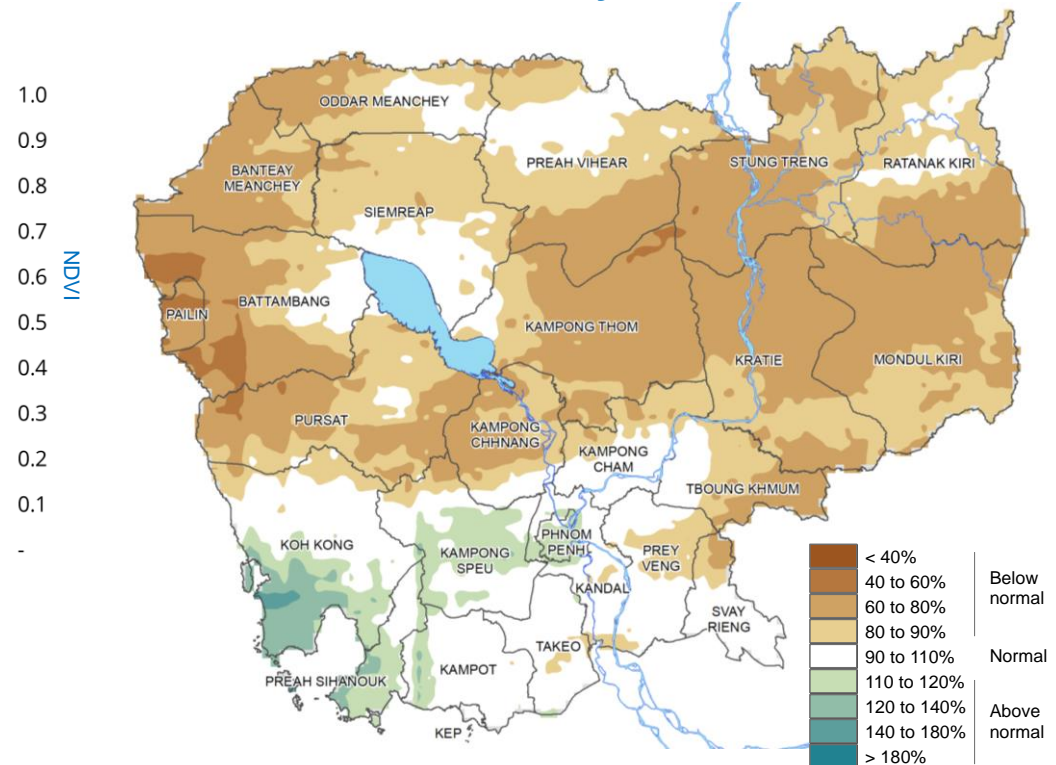 1.0
0.9
0.8
0.7
0.6
0.5
0.4
0.3
0.2
0.1
-
NDVI
ODDAR MEANCHEY
BANTEAY
MEANCHEY
PREAH VIHEAR
STUNG TRENG
RATANAK KIRI
SIEMREAP
BATTAMBANG
PAILIN
KAMPONG THOM
KRATIE
MONDUL KIRI
PURSAT
KAMPONG
CHHNANG
KAMPONG
CHAM
TBOUNG KHMUM
KOH KONG
KAMPONG
SPEU
PHNOM
PENH
PREY
VENG
KANDAL
SVAY
RIENG
TAKEO
PREAH SIHANOUK
KAMPOT
KEP
< 40%
40 to 60%
60 to 80%
80 to 90%
90 to 110%
110 to 120%
120 to 140%
140 to 180%
> 180%
Below
normal
Normal
Above
normal